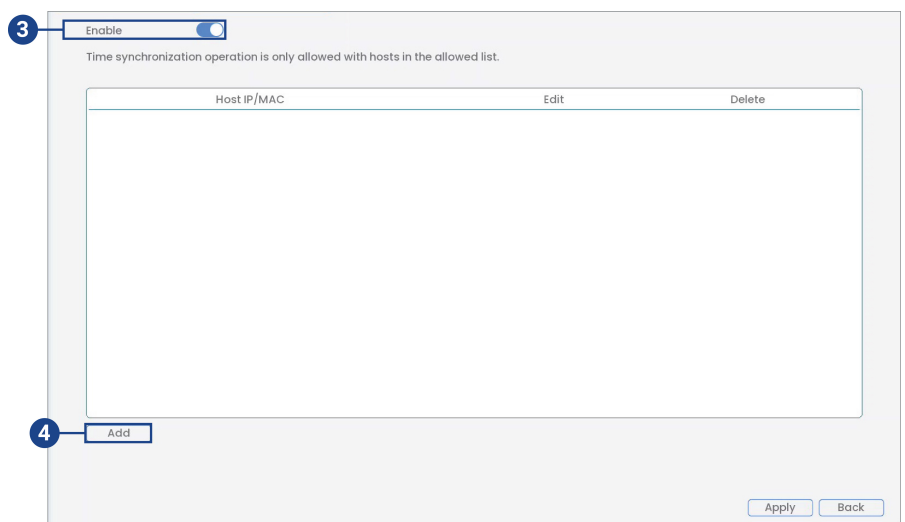 3 Enable
Time synchronization operation is only allowed with hosts in the allowed list.
Host IP/MAC Edit Delete
4 Add
Apply Back